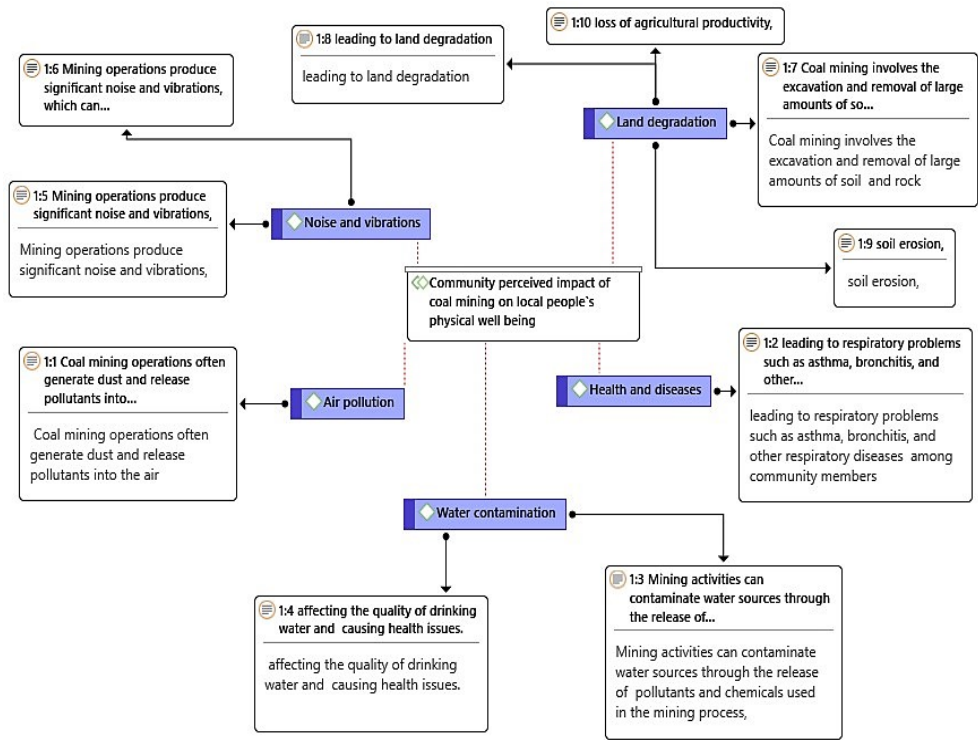 1:10 loss of agricultural productivity,
1:8 leading to land degradation
leading to land degradation
1:6 Mining operations produce
significant noise and vibrations,
which can...
1:7 Coal mining involves the
excavation and removal of large
amounts of so...
Coal mining involves the
excavation and removal of large
amounts of soil and rock
Land degradation
1:5 Mining operations produce
significant noise and vibrations,
Mining operations produce
significant noise and vibrations,
Noise and vibrations
1:9 soil erosion,
soil erosion,
Community perceived impact of
coal mining on local people`s
physical well being
1:1 Coal mining operations often
generate dust and release
pollutants into...
Coal mining operations often
generate dust and release
pollutants into the air
Air pollution
Health and diseases
1:2 leading to respiratory problems
such as asthma, bronchitis, and
other...
leading to respiratory problems
such as asthma, bronchitis, and
other respiratory diseases among
community members
Water contamination
1:4 affecting the quality of drinking
water and causing health issues.
affecting the quality of drinking
water and causing health issues.
1:3 Mining activities can
contaminate water sources through
the release of...
Mining activities can contaminate
water sources through the release
of pollutants and chemicals used
in the mining process,